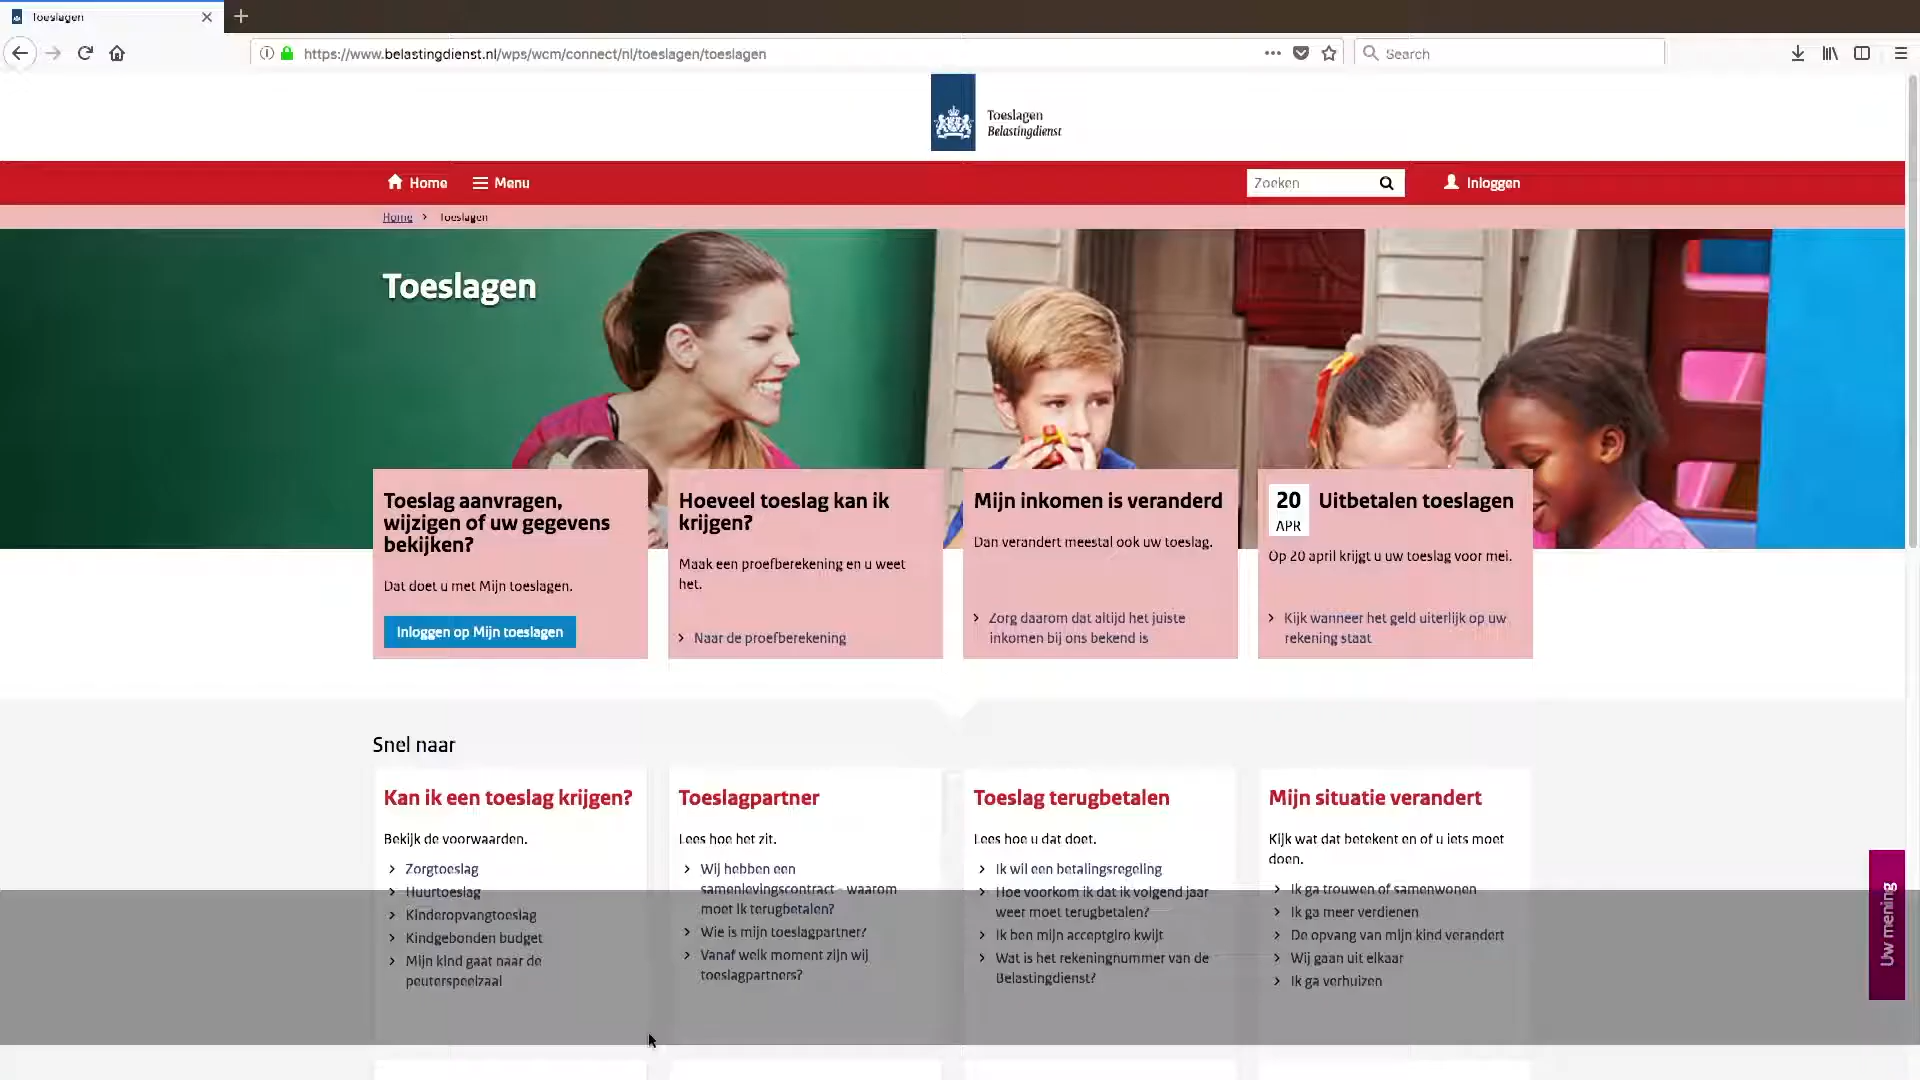 Toeslagen
https://www.belastingdienst.nl/wps/wcm/connect/nl/toeslagen/toeslagen
Search
Toeslagen
Belastingdienst
Home
Menu
Zoeken
Inloggen
Home > Toeslagen
Toeslagen
Toeslag aanvragen,
wijzigen of uw gegevens
bekijken?
Dat doet u met Mijn toeslagen.
Inloggen op Mijn toeslagen
Hoeveel toeslag kan ik
krijgen?
Maak een proefberekening en u weet
het.
Naar de proefberekening
Mijn inkomen is veranderd
Dan verandert meestal ook uw toeslag.
Zorg daarom dat altijd het juiste
inkomen bij ons bekend is
20
APR
Uitbetalen toeslagen
Op 20 april krijgt u uw toeslag voor mei.
Kijk wanneer het geld uiterlijk op uw
rekening staat
Snel naar
Kan ik een toeslag krijgen?
Bekijk de voorwaarden.
Zorgtoeslag
Huurtoeslag
Kinderopvangtoeslag
Kindgebonden budget
Mijn kind gaat naar de
peuterspeelzaal
Toeslagpartner
Lees hoe het zit.
Wij hebben een
samenlevingscontract - waarom
moet ik terugbetalen?
Wie is mijn toeslagpartner?
Vanaf welk moment zijn wij
toeslagpartners?
Toeslag terugbetalen
Lees hoe u dat doet.
Ik wil een betalingsregeling
Hoe voorkom ik dat ik volgend jaar
weer moet terugbetalen?
Ik ben mijn acceptgiro kwijt
Wat is het rekeningnummer van de
Belastingdienst?
Mijn situatie verandert
Kijk wat dat betekent en of u iets moet
doen.
Ik ga trouwen of samenwonen
Ik ga meer verdienen
De opvang van mijn kind verandert
Wij gaan uit elkaar
Ik ga verhuizen
Uw mening